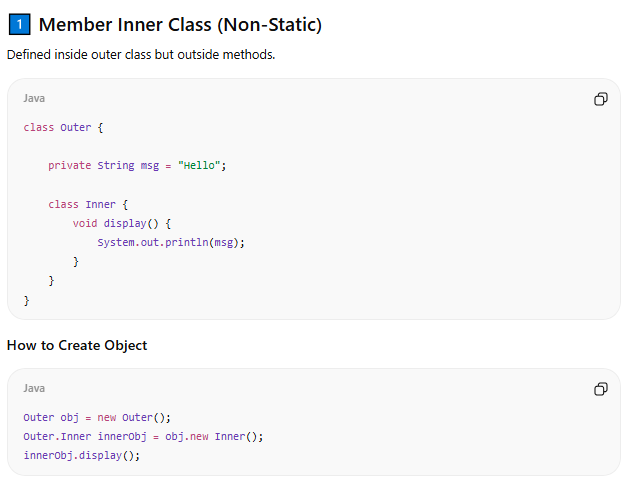 1 Member Inner Class (Non-Static)
Defined inside outer class but outside methods.
Java
class Outer {
    private String msg = "Hello";
    class Inner {
        void display() {
            System.out.println(msg);
        }
    }
}
How to Create Object
Java
Outer obj = new Outer();
Outer.Inner innerObj = obj.new Inner();
innerObj.display();